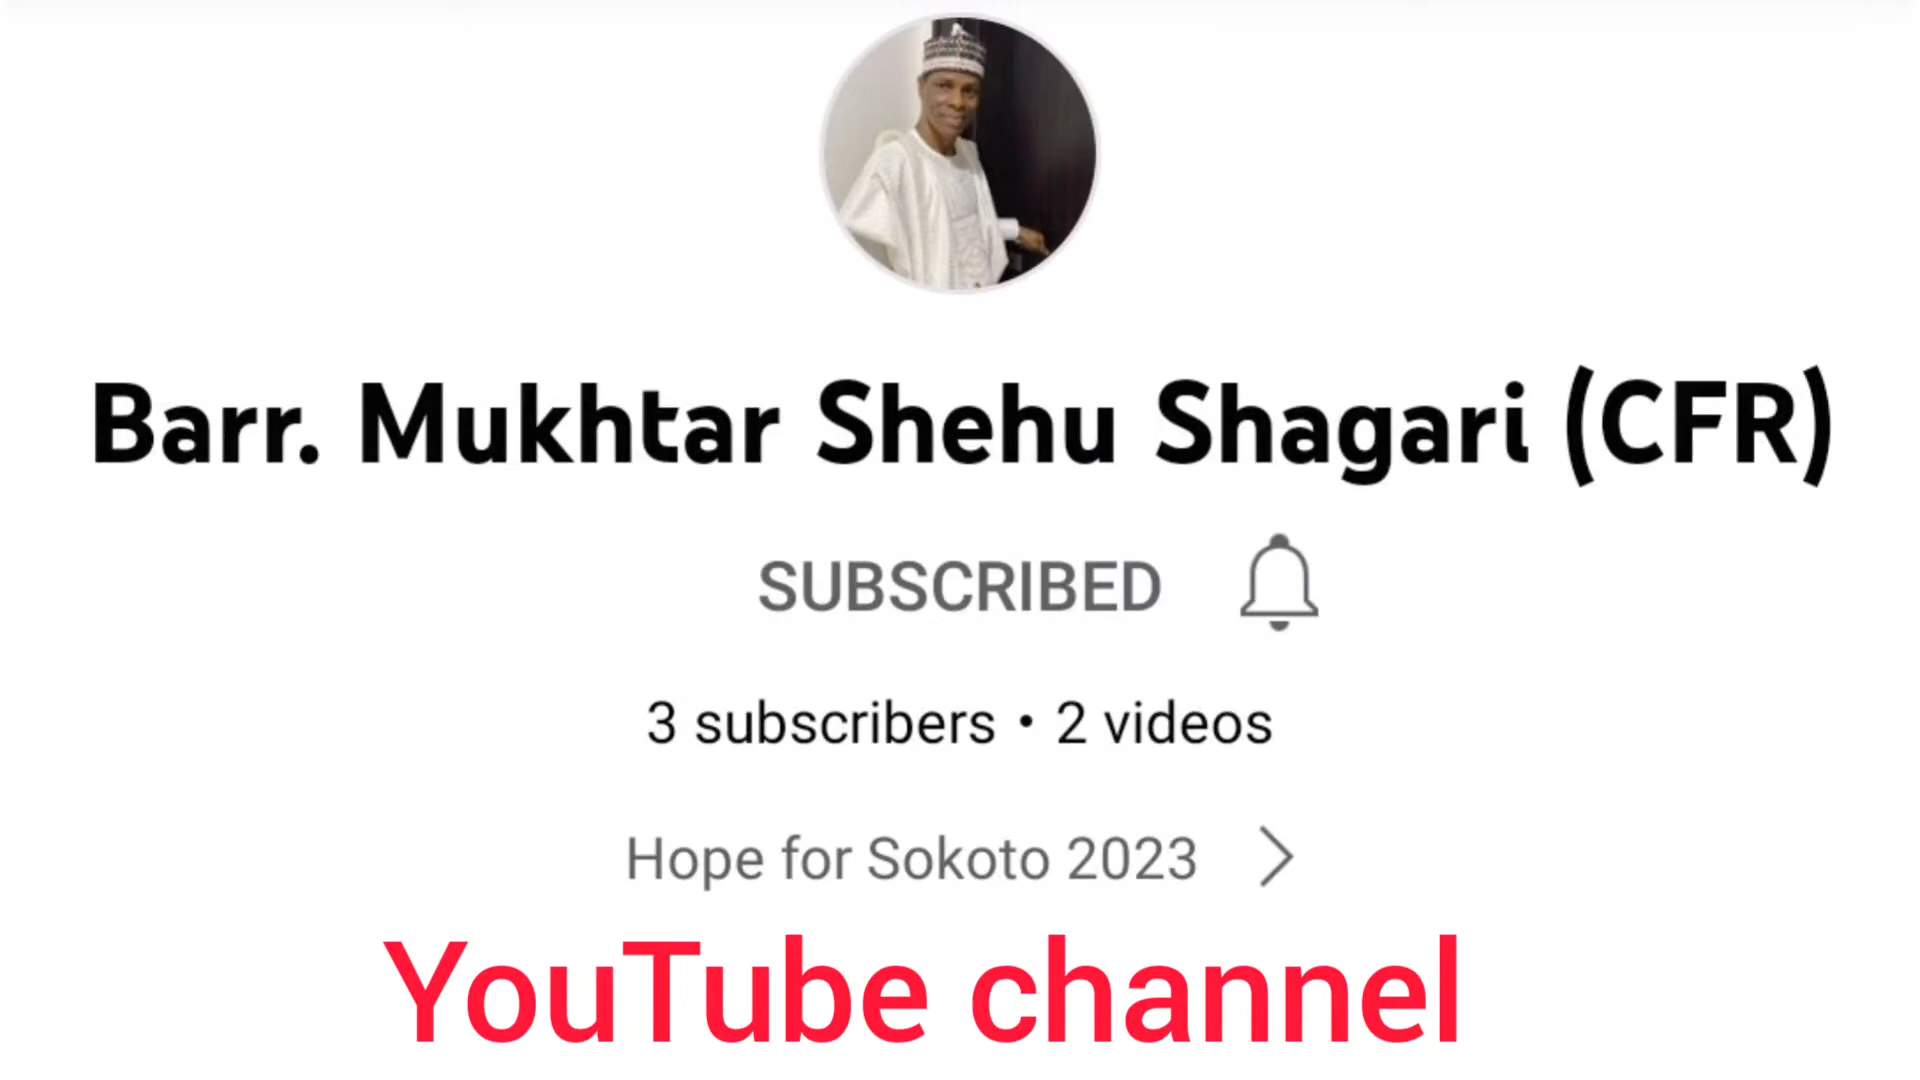 Barr. Mukhtar Shehu Shagari (CFR)
SUBSCRIBED
3 subscribers • 2 videos
Hope for Sokoto 2023
YouTube channel